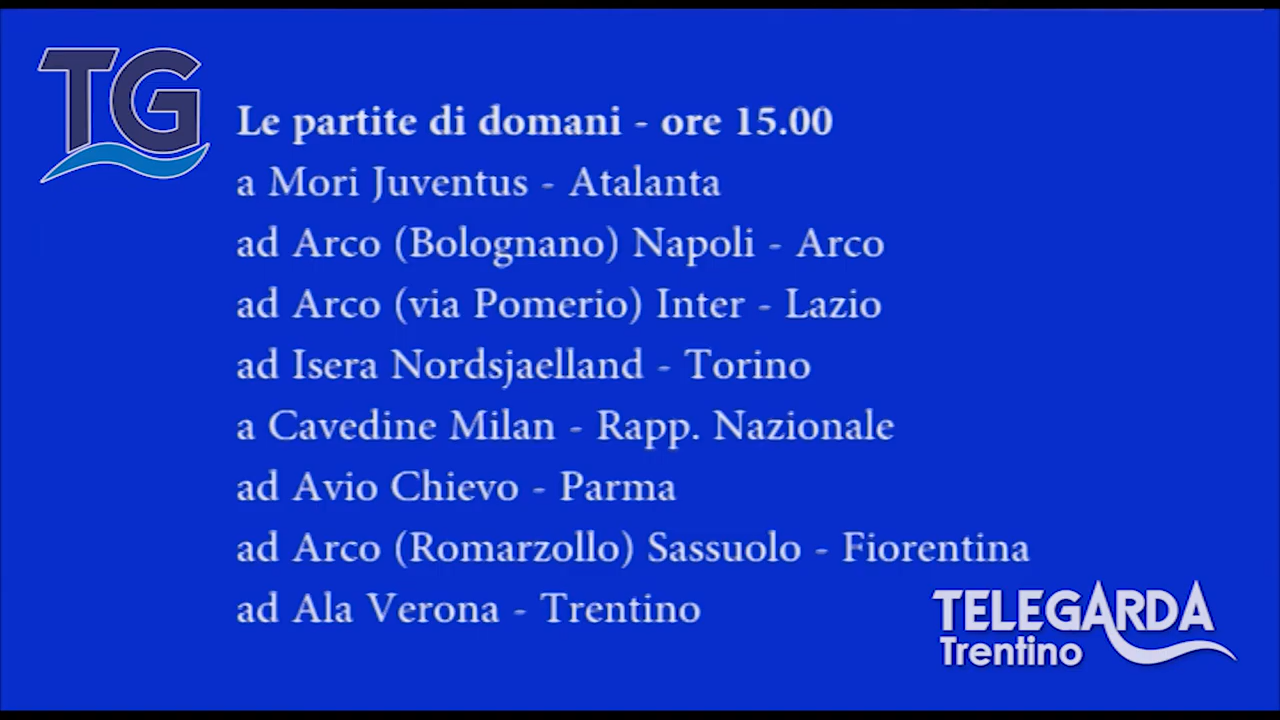 TG
Le partite di domani - ore 15.00
a Mori Juventus - Atalanta
ad Arco (Bolognano) Napoli - Arco
ad Arco (via Pomerio) Inter - Lazio
ad Isera Nordsjaelland - Torino
a Cavedine Milan - Rapp. Nazionale
ad Avio Chievo - Parma
ad Arco (Romarzollo) Sassuolo - Fiorentina
ad Ala Verona - Trentino
TELEGARDA
Trentino